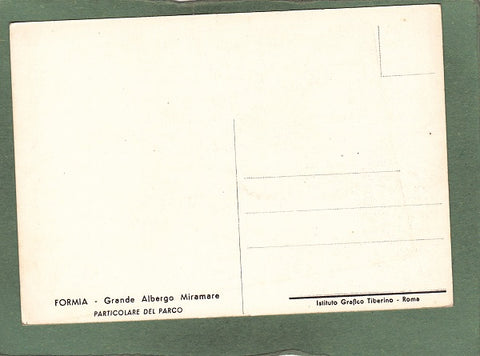 FORMIA - Grande Albergo Miramare
PARTICOLARE DEL PARCO
Istituto Grafico Tiberino - Roma